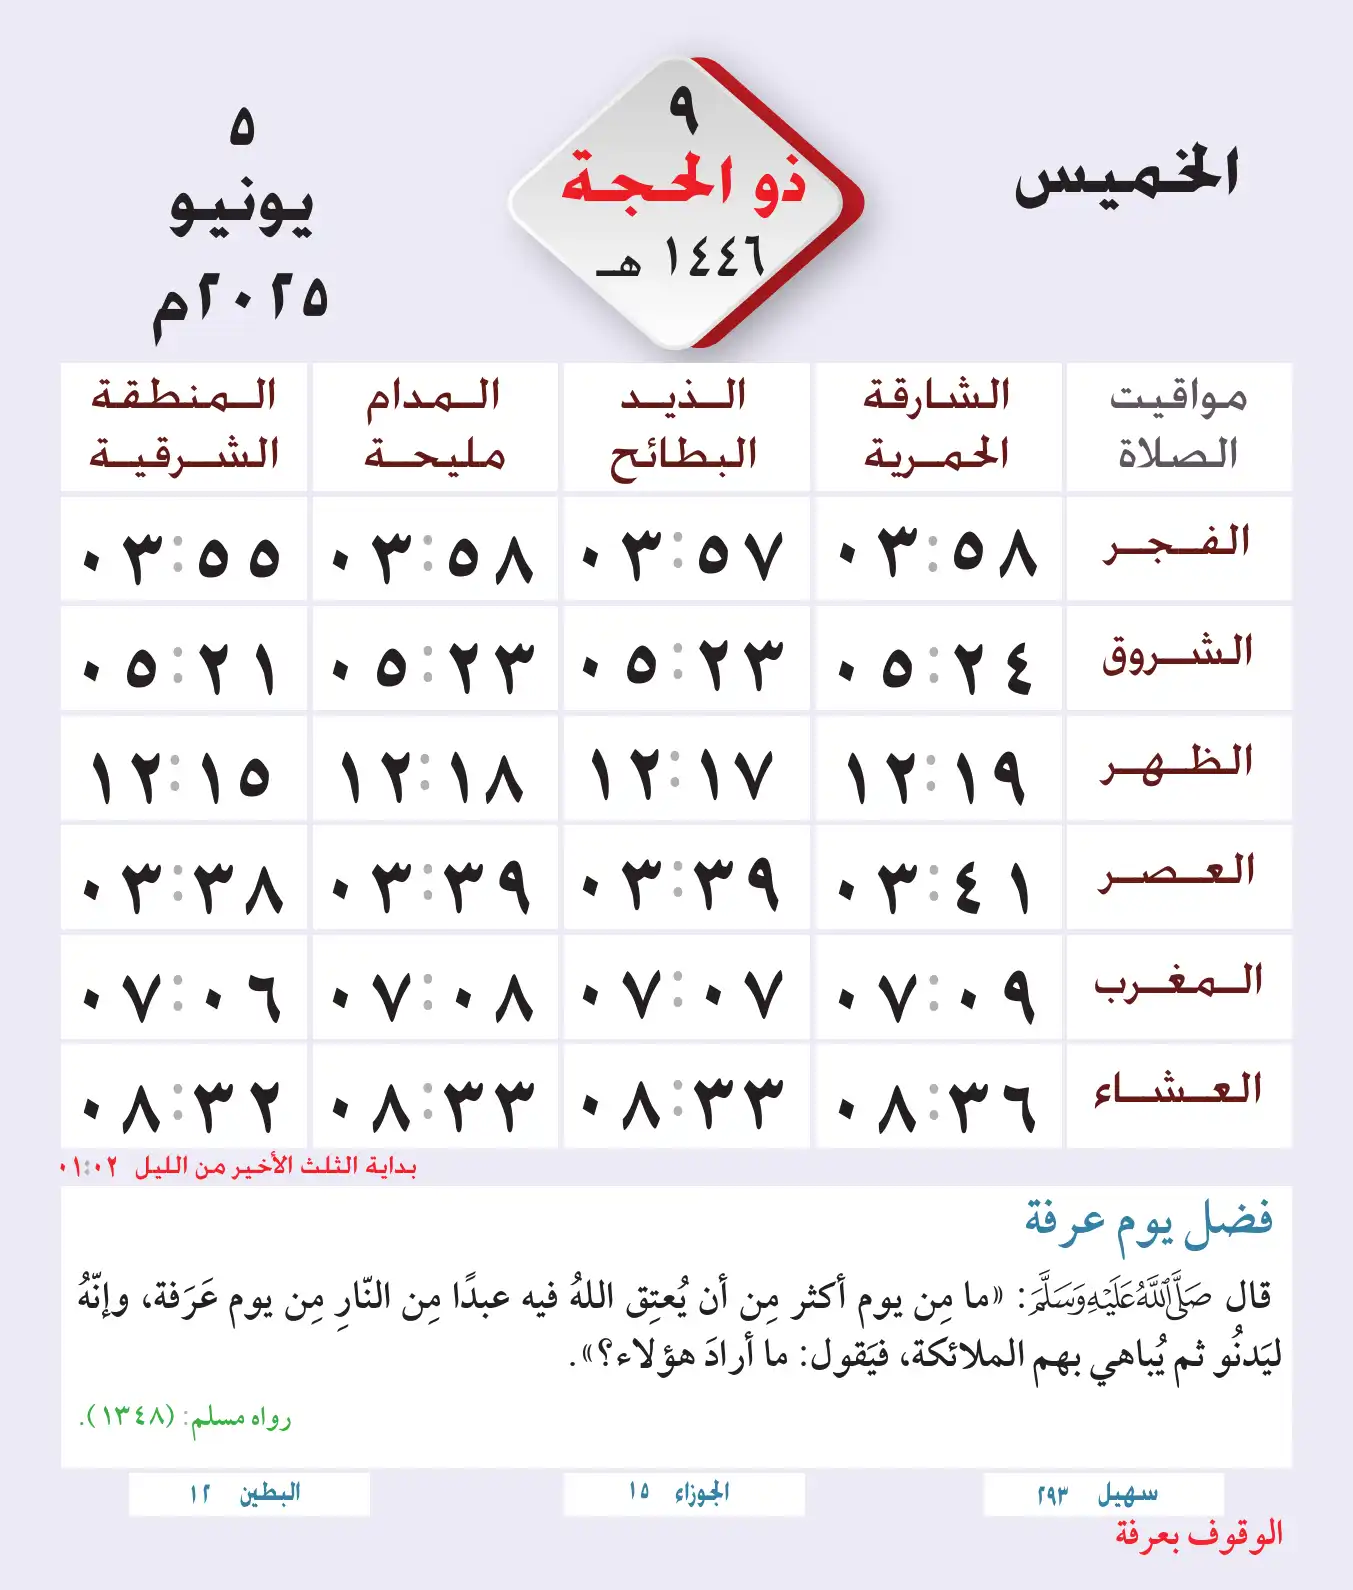 الخميس
٩
ذو الحجة
١٤٤٦ هـ
٥
يونيو
٢٠٢٥م
مواقيت الصلاة الشارقة الحمرية الذيد البطائح المدام مليحة المنطقة الشرقية
الفجر ٠٣:٥٨ ٠٣:٥٧ ٠٣:٥٨ ٠٣:٥٥
الشروق ٠٥:٢٤ ٠٥:٢٣ ٠٥:٢٣ ٠٥:٢١
الظهر ١٢:١٩ ١٢:١٧ ١٢:١٨ ١٢:١٥
العصر ٠٣:٤١ ٠٣:٣٩ ٠٣:٣٩ ٠٣:٣٨
المغرب ٠٧:٠٩ ٠٧:٠٧ ٠٧:٠٨ ٠٧:٠٦
العشاء ٠٨:٣٦ ٠٨:٣٣ ٠٨:٣٣ ٠٨:٣٢
بداية الثلث الأخير من الليل ٠١:٠٢
فضل يوم عرفة
قال صَلَّى اللَّهُ عَلَيْهِ وَسَلَّمَ: «ما مِن يوم أكثر مِن أن يُعتِق اللهُ فيه عبدًا مِن النّارِ مِن يوم عَرَفة، وإنّهُ
ليَدنُو ثم يُباهي بهم الملائكة، فيَقول: ما أرادَ هؤلاء؟».
رواه مسلم: (١٣٤٨).
سهيل ٢٩٣ الجوزاء ١٥ البطين ١٢
الوقوف بعرفة